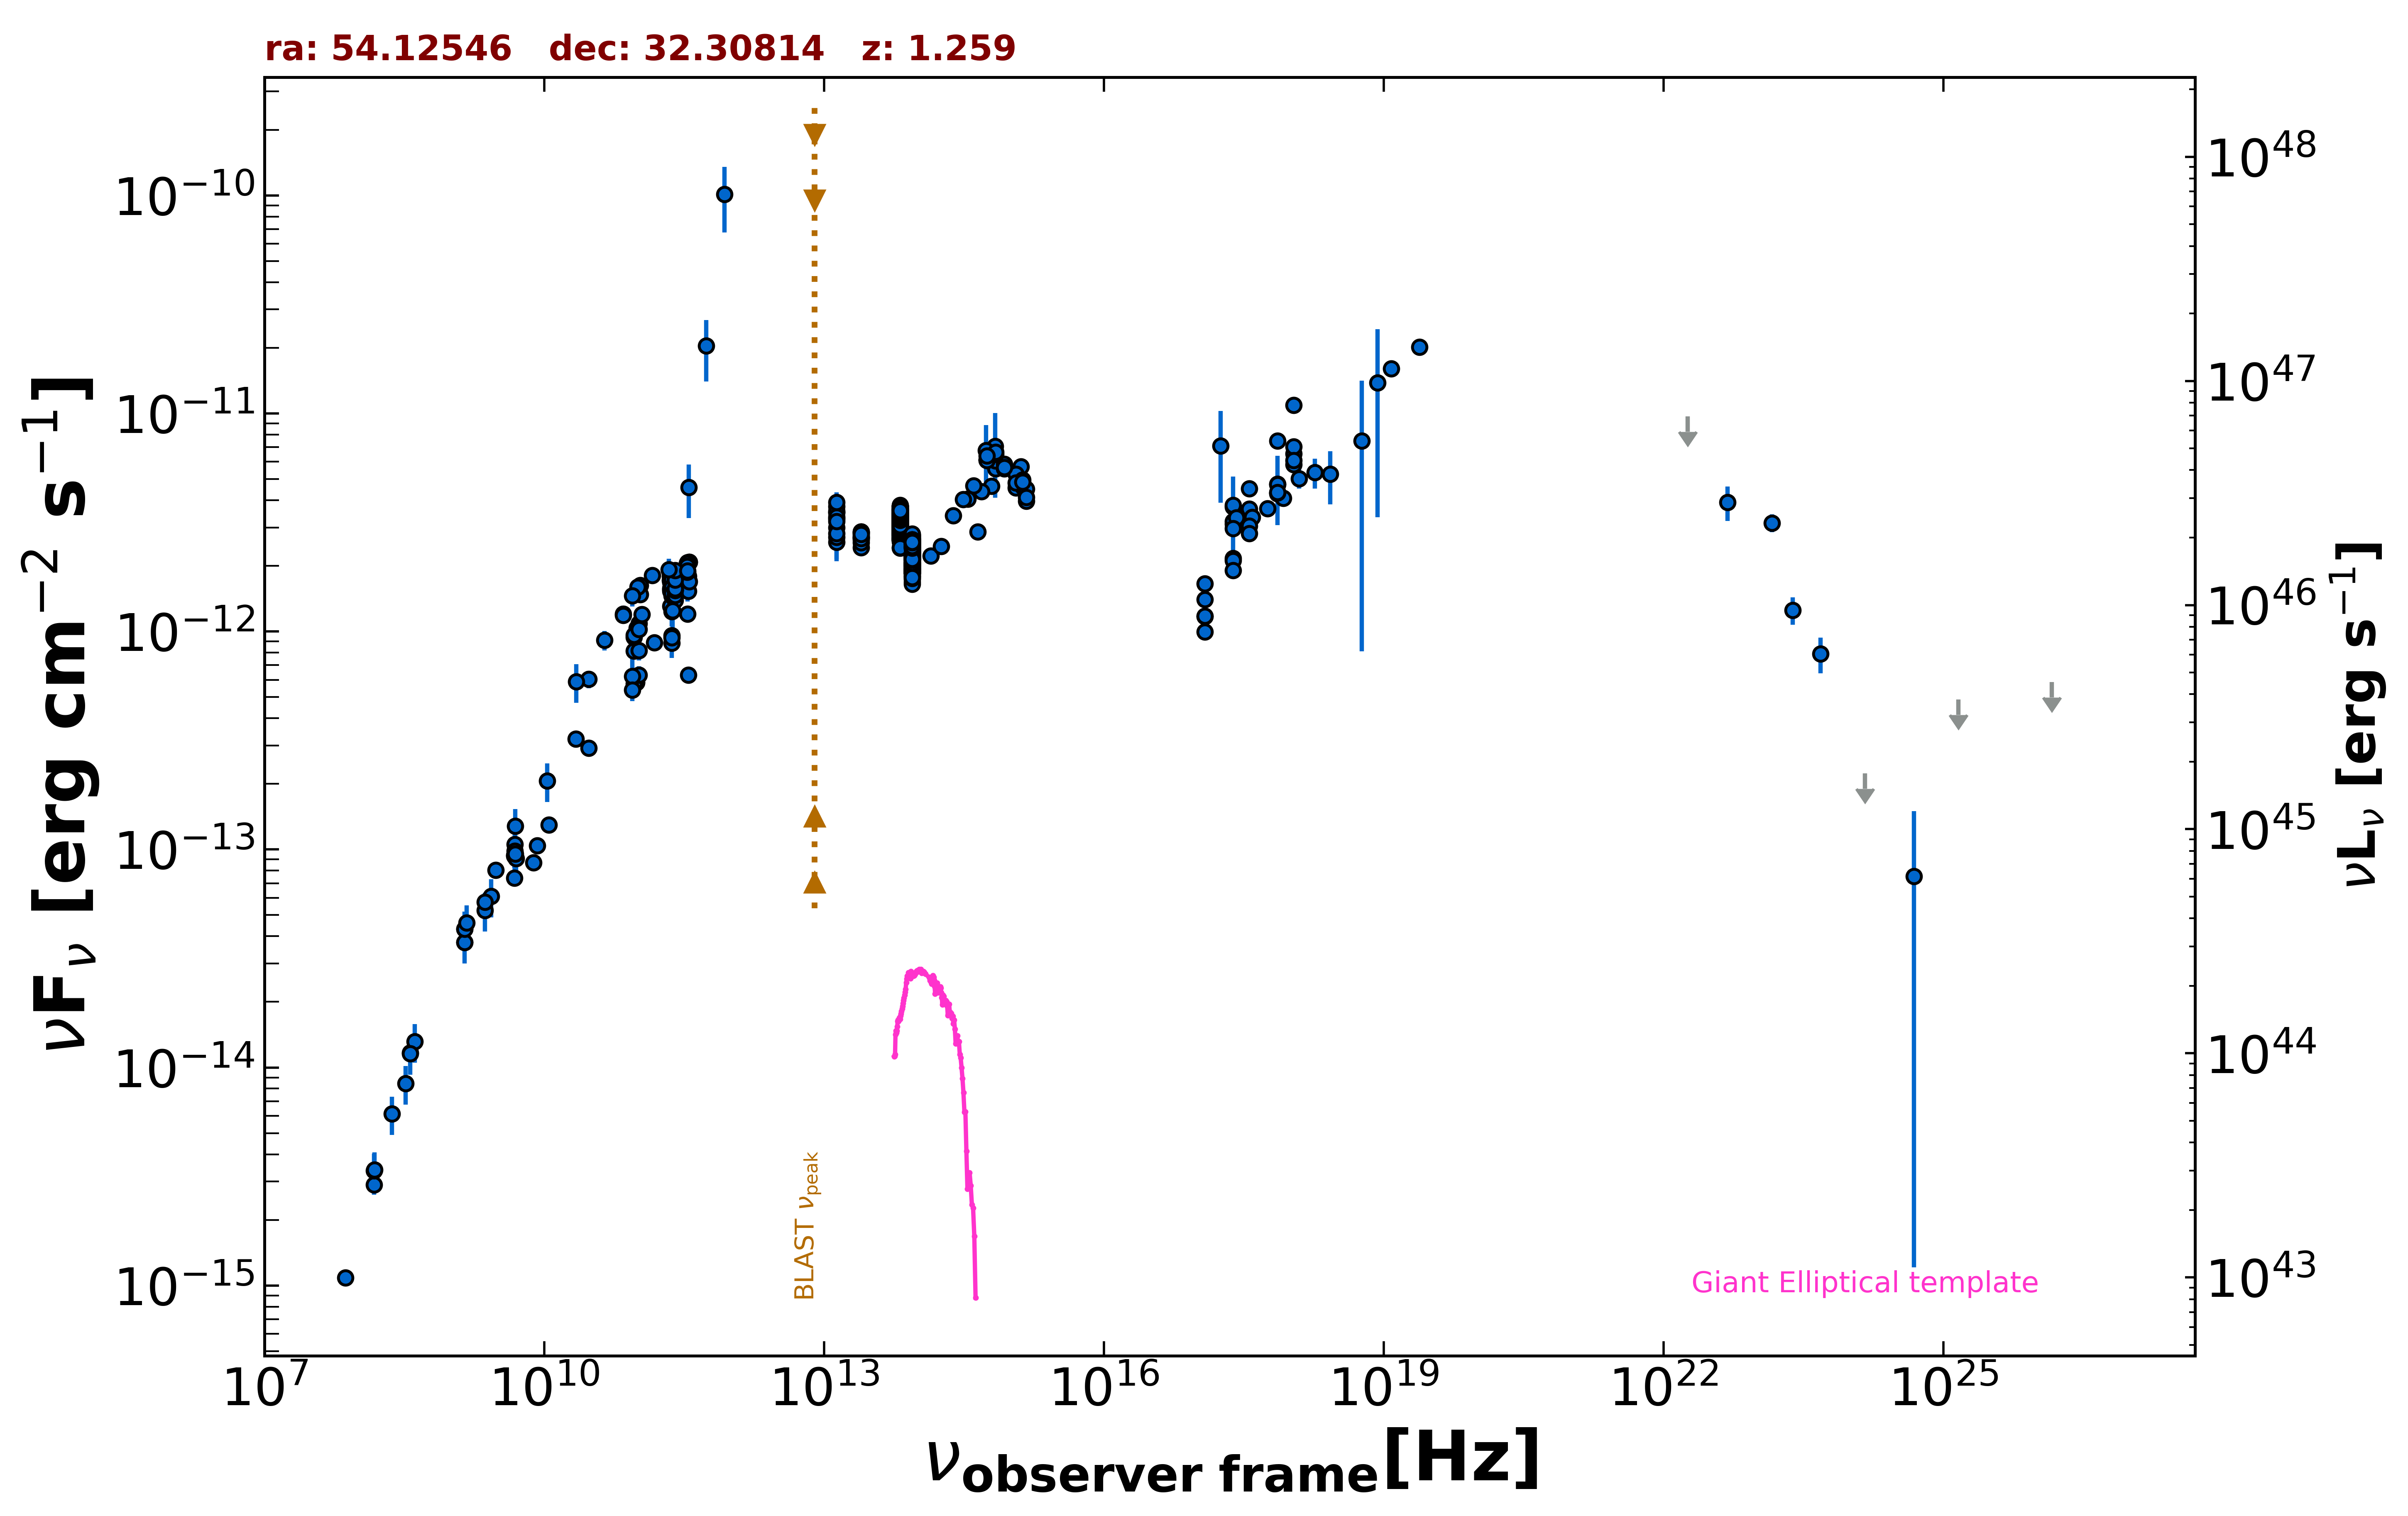 ra: 54.12546   dec: 32.30814   z: 1.259
10⁻¹⁰
10⁻¹¹
10⁻¹²
10⁻¹³
10⁻¹⁴
10⁻¹⁵
νFν [erg cm⁻² s⁻¹]
10⁴⁸
10⁴⁷
10⁴⁶
10⁴⁵
10⁴⁴
10⁴³
νLν [erg s⁻¹]
BLAST νpeak
Giant Elliptical template
10⁷ 10¹⁰ 10¹³ 10¹⁶ 10¹⁹ 10²² 10²⁵
νobserver frame[Hz]